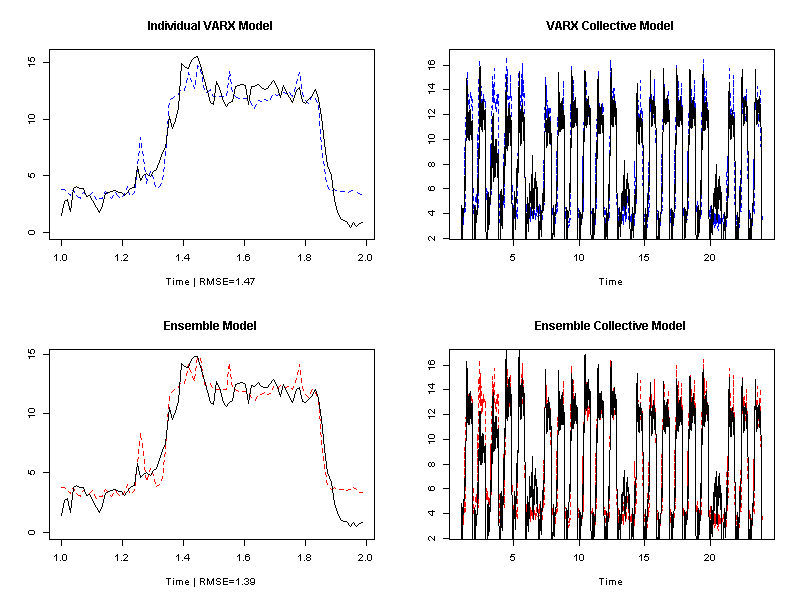 Individual VARX Model
15
10
5
0
1.0 1.2 1.4 1.6 1.8 2.0
Time | RMSE=1.47
VARX Collective Model
16
14
12
10
8
6
4
2
5 10 15 20
Time
Ensemble Model
15
10
5
0
1.0 1.2 1.4 1.6 1.8 2.0
Time | RMSE=1.39
Ensemble Collective Model
16
14
12
10
8
6
4
2
5 10 15 20
Time